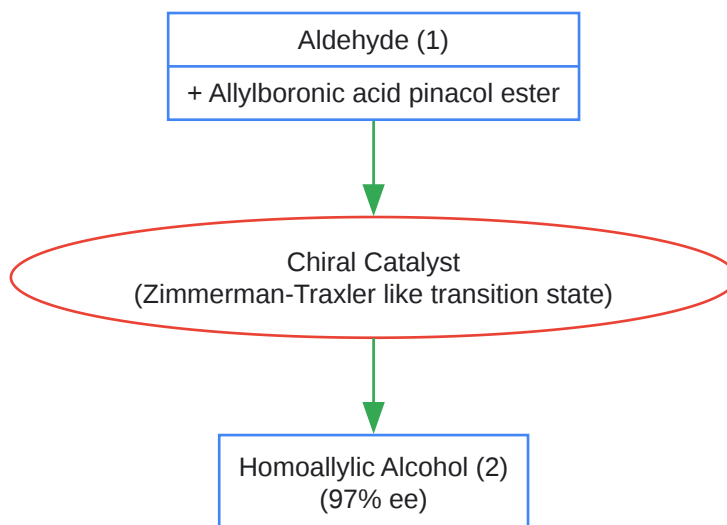 Aldehyde (1)
+ Allylboronic acid pinacol ester
Chiral Catalyst
(Zimmerman-Traxler like transition state)
Homoallylic Alcohol (2)
(97% ee)